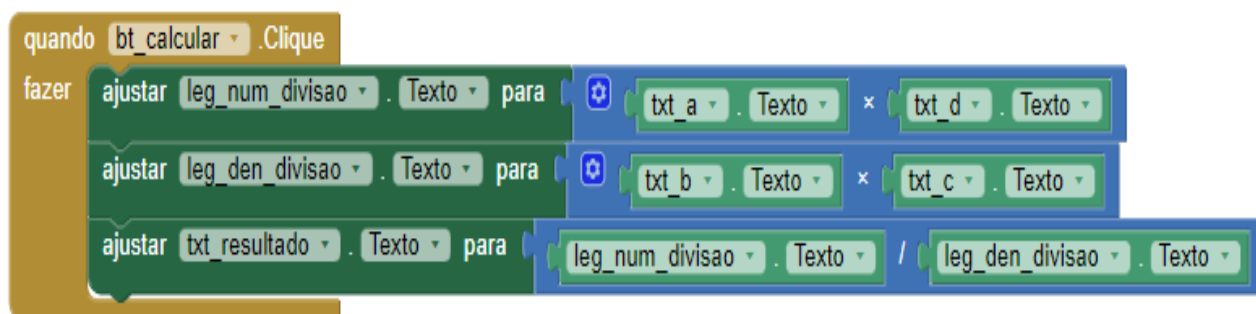 quando bt_calcular .Clique
fazer ajustar leg_num_divisao . Texto para txt_a . Texto × txt_d . Texto
ajustar leg_den_divisao . Texto para txt_b . Texto × txt_c . Texto
ajustar txt_resultado . Texto para leg_num_divisao . Texto / leg_den_divisao . Texto